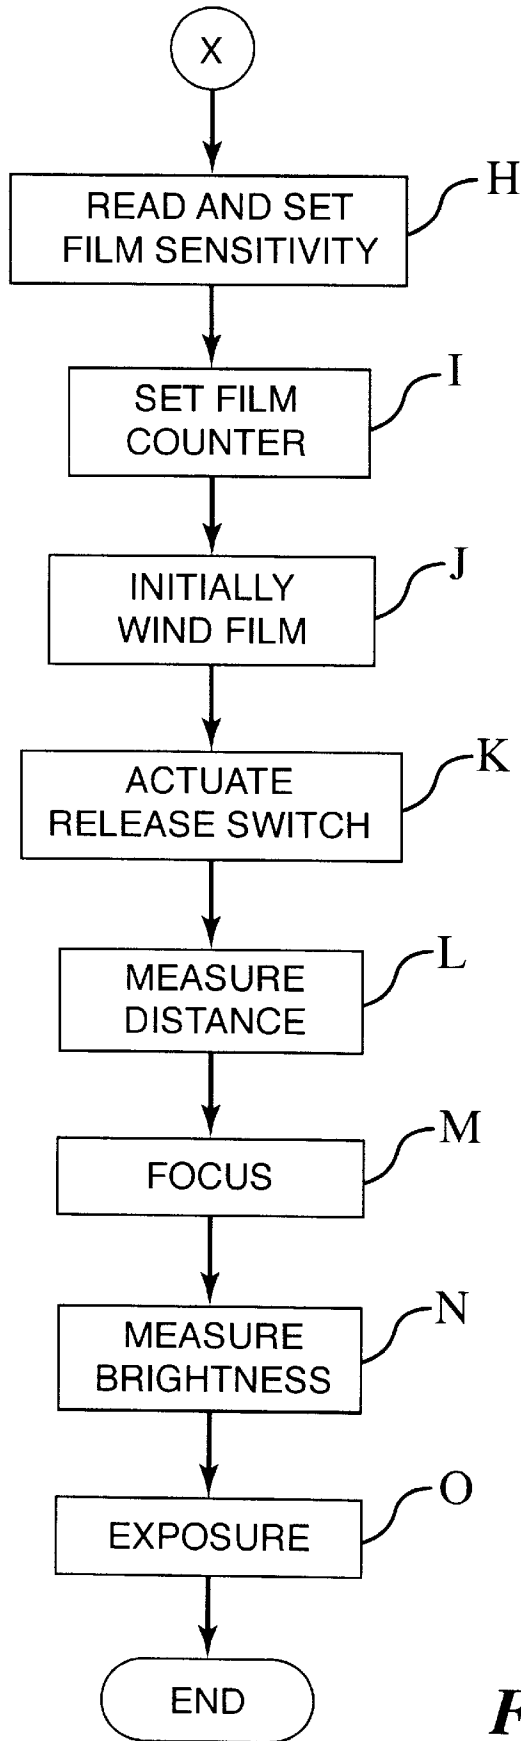 X
READ AND SET
FILM SENSITIVITY
H
SET FILM
COUNTER
I
INITIALLY
WIND FILM
J
ACTUATE
RELEASE SWITCH
K
MEASURE
DISTANCE
L
FOCUS
M
MEASURE
BRIGHTNESS
N
EXPOSURE
O
END
F